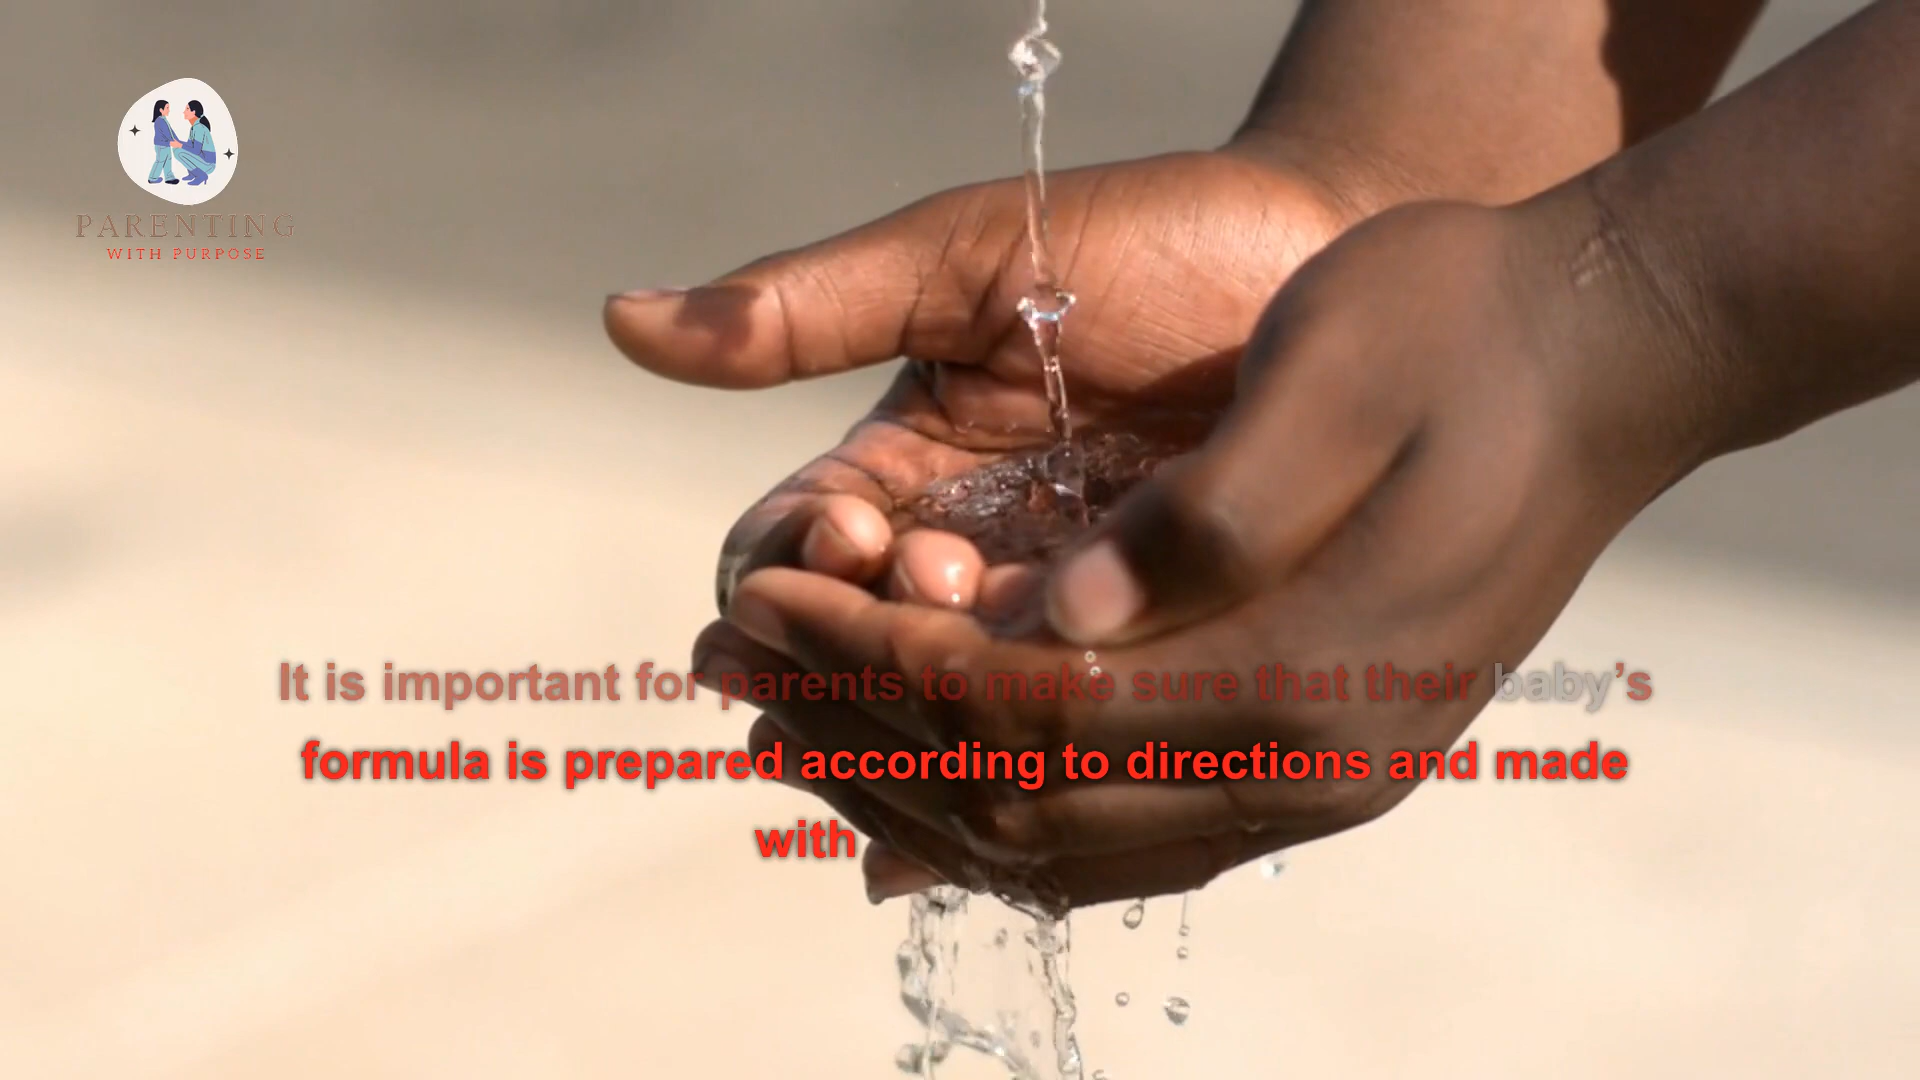 PARENTING
WITH PURPOSE
It is important for parents to make sure that their baby’s
formula is prepared according to directions and made
with